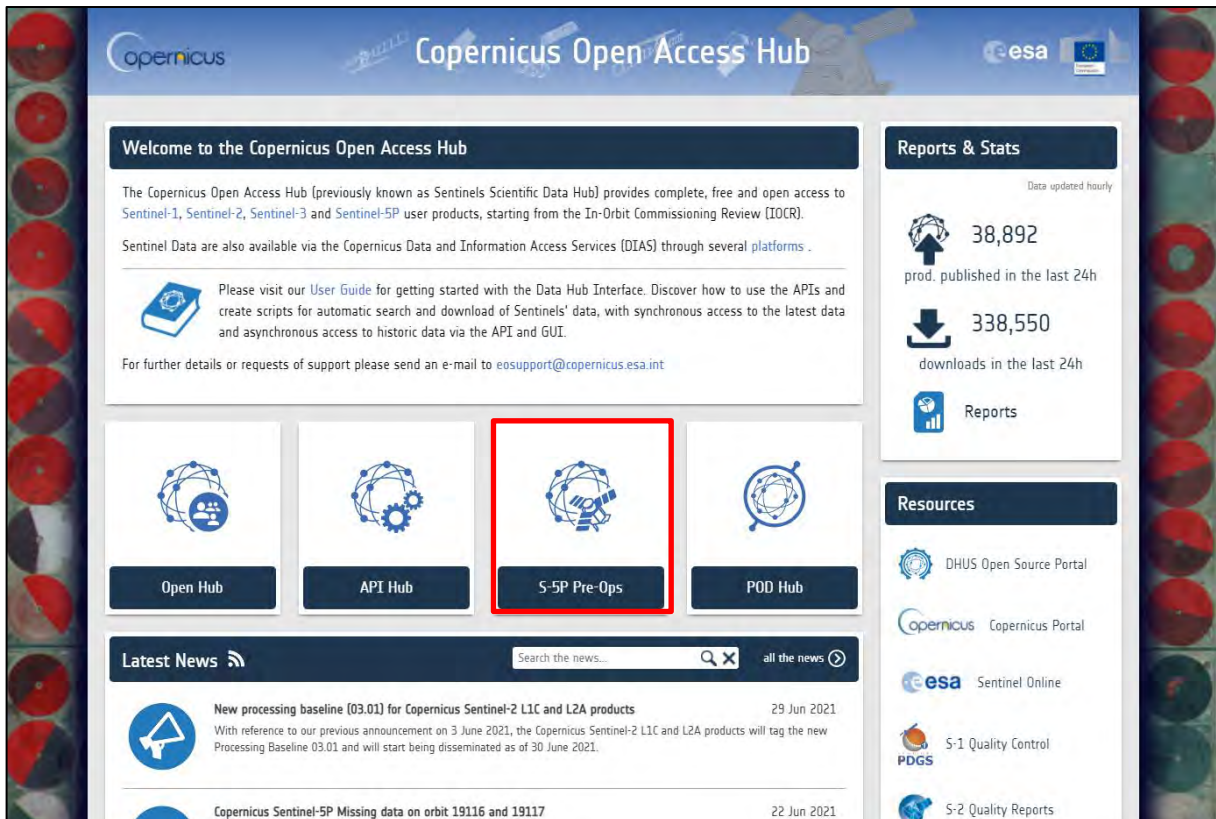 opernicus
Copernicus Open Access Hub
esa
Welcome to the Copernicus Open Access Hub
The Copernicus Open Access Hub (previously known as Sentinels Scientific Data Hub) provides complete, free and open access to
Sentinel-1, Sentinel-2, Sentinel-3 and Sentinel-5P user products, starting from the In-Orbit Commissioning Review (IOCR).
Sentinel Data are also available via the Copernicus Data and Information Access Services (DIAS) through several platforms .
Please visit our User Guide for getting started with the Data Hub Interface. Discover how to use the APIs and
create scripts for automatic search and download of Sentinels' data, with synchronous access to the latest data
and asynchronous access to historic data via the API and GUI.
For further details or requests of support please send an e-mail to eosupport@copernicus.esa.int
Reports & Stats
Data updated hourly
38,892
prod. published in the last 24h
338,550
downloads in the last 24h
Reports
Open Hub
API Hub
S-5P Pre-Ops
POD Hub
Resources
DHUS Open Source Portal
opernicus Copernicus Portal
esa Sentinel Online
PDGS S-1 Quality Control
S-2 Quality Reports
Latest News
Search the news...
all the news
New processing baseline (03.01) for Copernicus Sentinel-2 L1C and L2A products 29 Jun 2021
With reference to our previous announcement on 3 June 2021, the Copernicus Sentinel-2 L1C and L2A products will tag the new
Processing Baseline 03.01 and will start being disseminated as of 30 June 2021.
Copernicus Sentinel-5P Missing data on orbit 19116 and 19117 22 Jun 2021